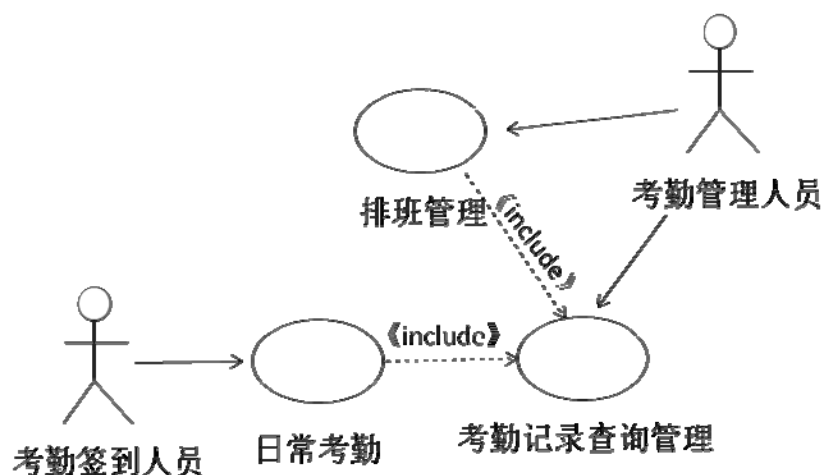 排班管理
考勤管理人员
《include》
《include》
考勤签到人员
日常考勤
考勤记录查询管理